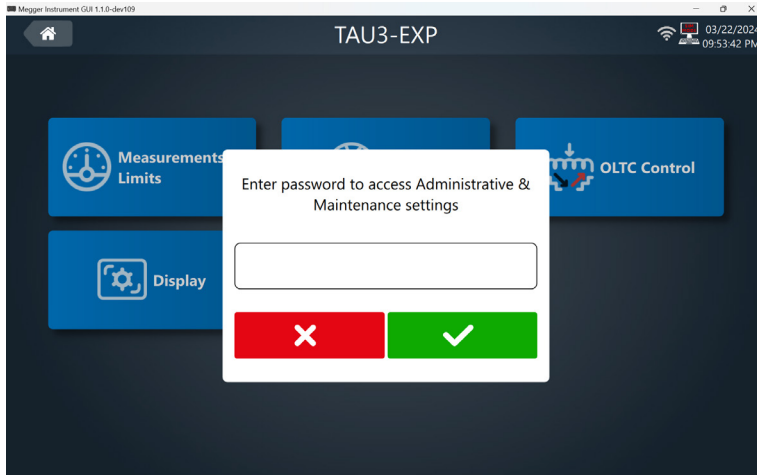 Megger Instrument GUI 1.1.0-dev109
TAU3-EXP
03/22/2024
09:53:42 PM
Measurements
Limits
OLTC Control
Enter password to access Administrative &
Maintenance settings
Display